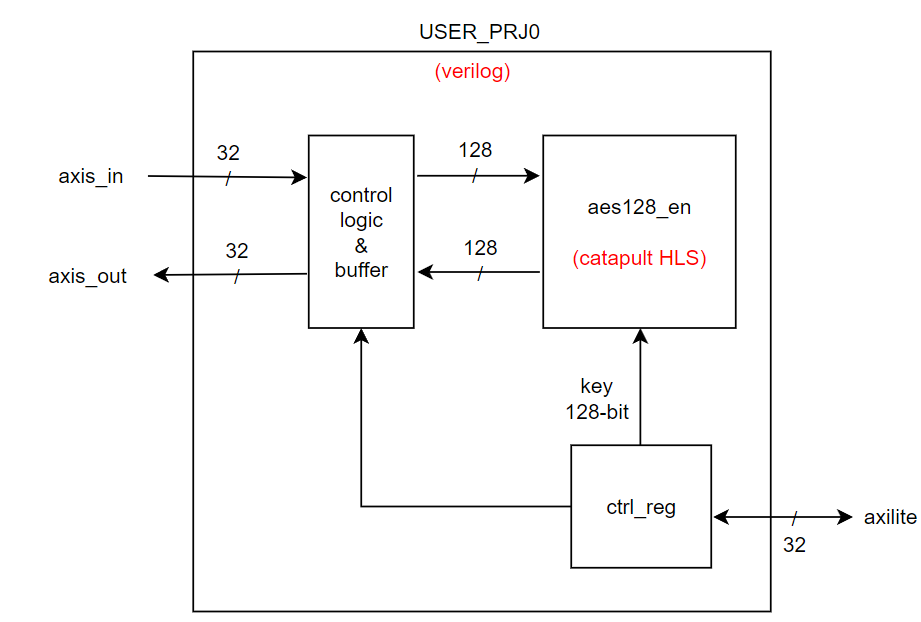 USER_PRJ0
(verilog)
32
128
axis_in
control
logic
&
buffer
aes128_en
(catapult HLS)
32
128
axis_out
key
128-bit
ctrl_reg
axilite
32